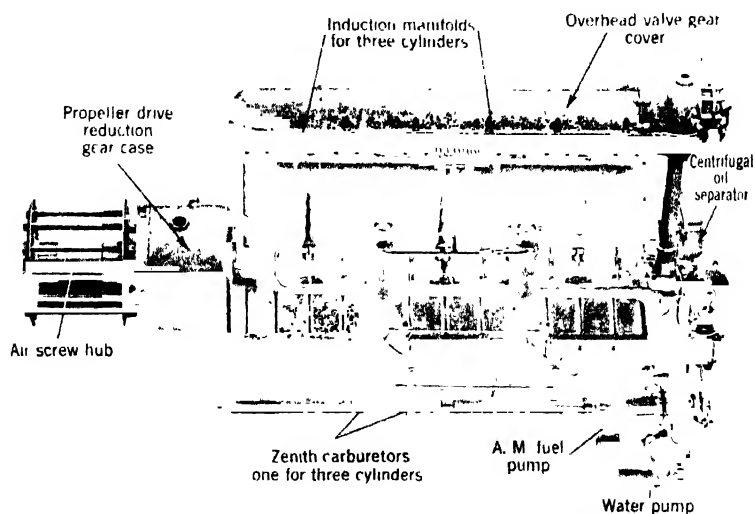 Induction manifolds
for three cylinders
Overhead valve gear
cover
Propeller drive
reduction
gear case
Centrifugal
oil
separator
Air screw hub
Zenith carburetors
one for three cylinders
A. M. fuel
pump
Water pump